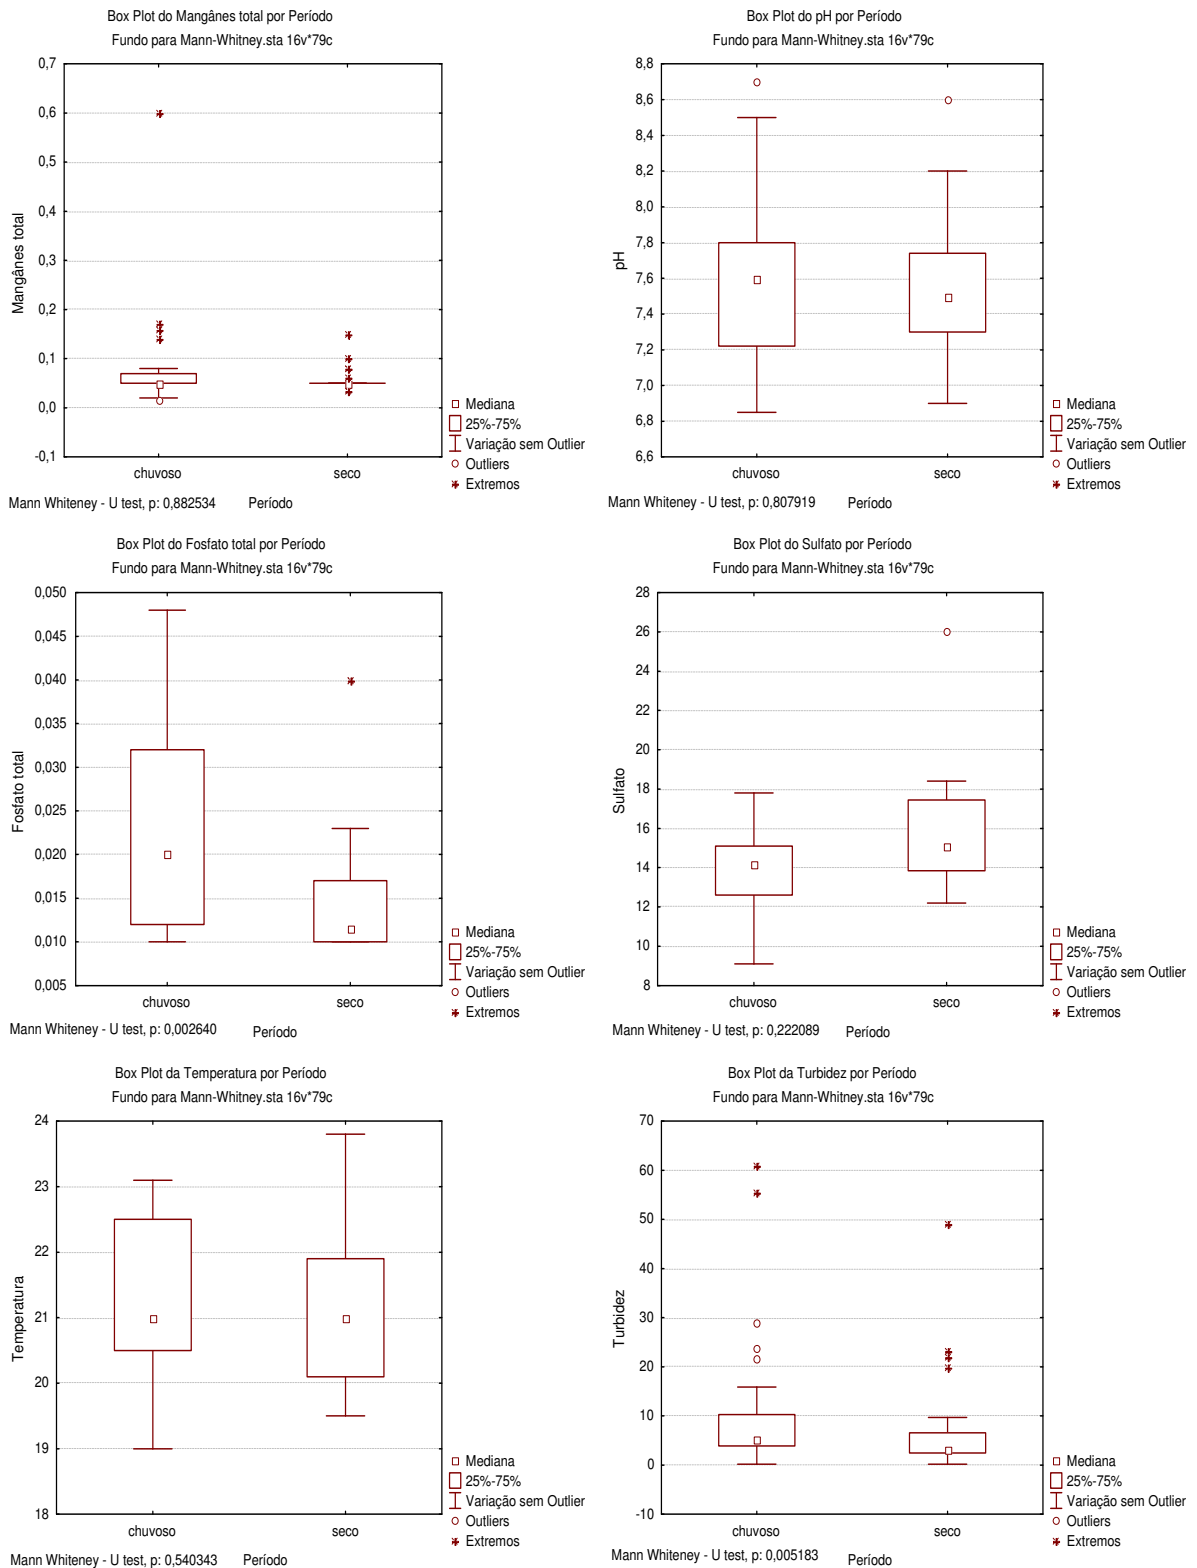 Box Plot do Mangânes total por Período
Fundo para Mann-Whitney.sta 16v*79c
0,7
0,6
0,5
0,4
0,3
0,2
0,1
0,0
-0,1
Mangânes total
chuvoso
seco
Mediana
25%-75%
Variação sem Outlier
Outliers
Extremos
Mann Whiteney - U test, p: 0,882534
Período
Box Plot do pH por Período
Fundo para Mann-Whitney.sta 16v*79c
8,8
8,6
8,4
8,2
8,0
7,8
7,6
7,4
7,2
7,0
6,8
6,6
pH
chuvoso
seco
Mediana
25%-75%
Variação sem Outlier
Outliers
Extremos
Mann Whiteney - U test, p: 0,807919
Período
Box Plot do Fosfato total por Período
Fundo para Mann-Whitney.sta 16v*79c
0,050
0,045
0,040
0,035
0,030
0,025
0,020
0,015
0,010
0,005
Fosfato total
chuvoso
seco
Mediana
25%-75%
Variação sem Outlier
Outliers
Extremos
Mann Whiteney - U test, p: 0,002640
Período
Box Plot do Sulfato por Período
Fundo para Mann-Whitney.sta 16v*79c
28
26
24
22
20
18
16
14
12
10
8
Sulfato
chuvoso
seco
Mediana
25%-75%
Variação sem Outlier
Outliers
Extremos
Mann Whiteney - U test, p: 0,222089
Período
Box Plot da Temperatura por Período
Fundo para Mann-Whitney.sta 16v*79c
24
23
22
21
20
19
18
Temperatura
chuvoso
seco
Mediana
25%-75%
Variação sem Outlier
Outliers
Extremos
Mann Whiteney - U test, p: 0,540343
Período
Box Plot da Turbidez por Período
Fundo para Mann-Whitney.sta 16v*79c
70
60
50
40
30
20
10
0
-10
Turbidez
chuvoso
seco
Mediana
25%-75%
Variação sem Outlier
Outliers
Extremos
Mann Whiteney - U test, p: 0,005183
Período